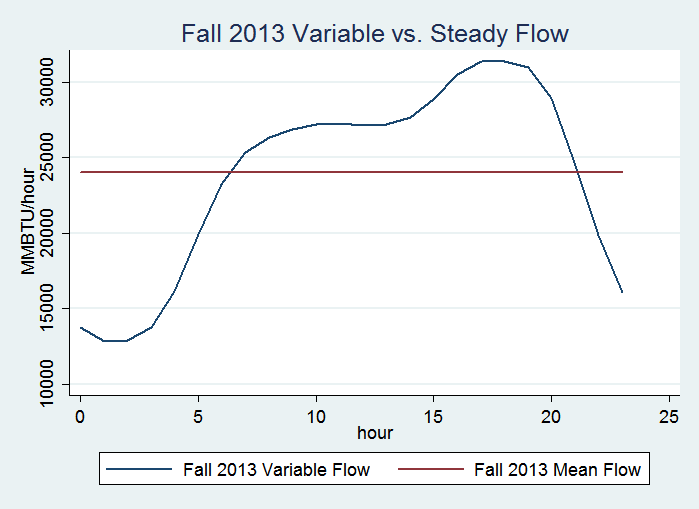 Fall 2013 Variable vs. Steady Flow
MMBTU/hour
30000
25000
20000
15000
10000
0 5 10 15 20 25
hour
Fall 2013 Variable Flow Fall 2013 Mean Flow